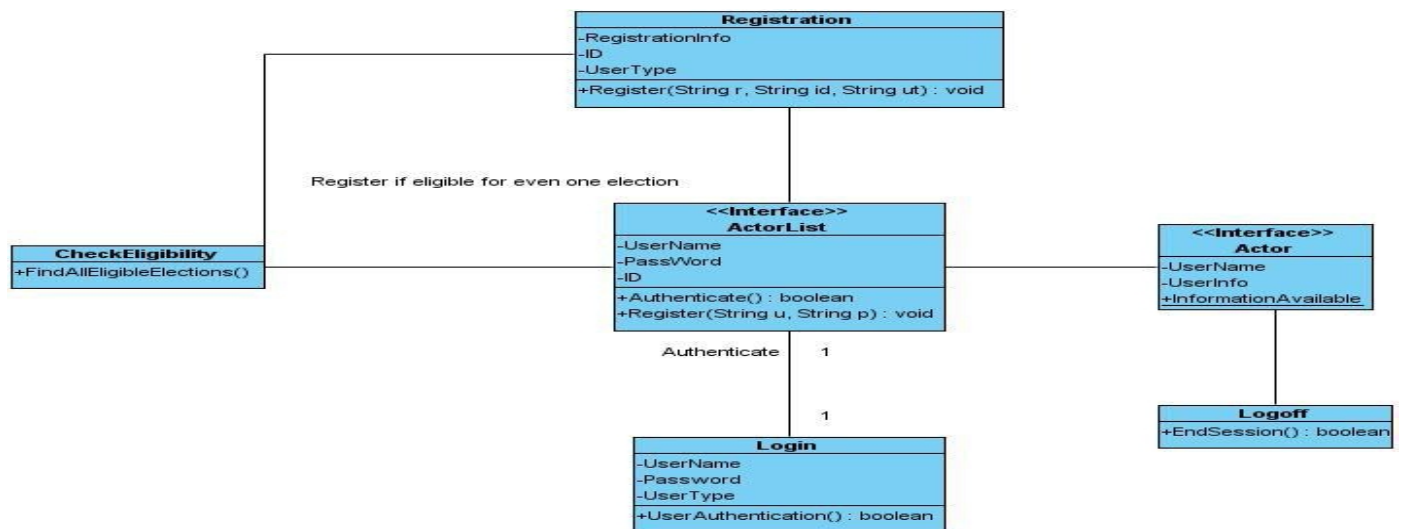 Registration
-RegistrationInfo
-ID
-UserType
+Register(String r, String id, String ut) : void
Register if eligible for even one election
<<Interface>>
ActorList
-UserName
-PassWord
-ID
+Authenticate() : boolean
+Register(String u, String p) : void
CheckEligibility
+FindAllEligibleElections()
<<Interface>>
Actor
-UserName
-UserInfo
+InformationAvailable
Authenticate 1
1
Logoff
+EndSession() : boolean
Login
-UserName
-Password
-UserType
+UserAuthentication() : boolean